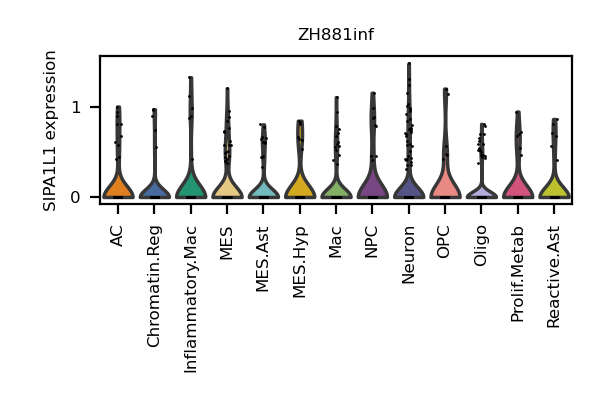 ZH881inf
SIPA1L1 expression
1
0
AC
Chromatin.Reg
Inflammatory.Mac
MES
MES.Ast
MES.Hyp
Mac
NPC
Neuron
OPC
Oligo
Prolif.Metab
Reactive.Ast